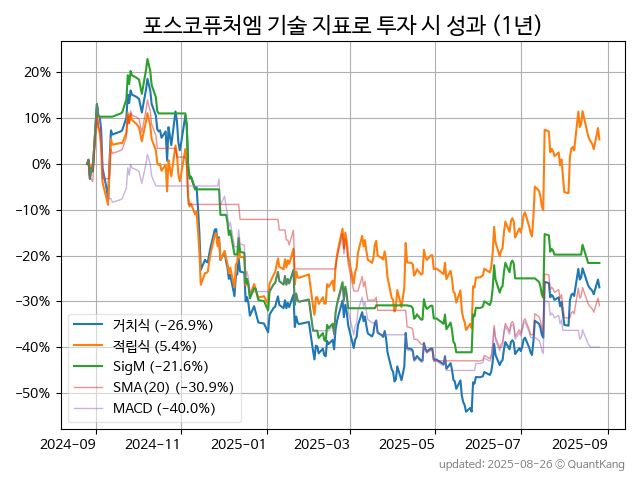 포스코퓨처엠 기술 지표로 투자 시 성과 (1년)
20%
10%
0%
−10%
−20%
−30%
−40%
−50%
거치식 (−26.9%)
적립식 (5.4%)
SigM (−21.6%)
SMA(20) (−30.9%)
MACD (−40.0%)
2024−09 2024−11 2025−01 2025−03 2025−05 2025−07 2025−09
updated: 2025-08-26 © QuantKang